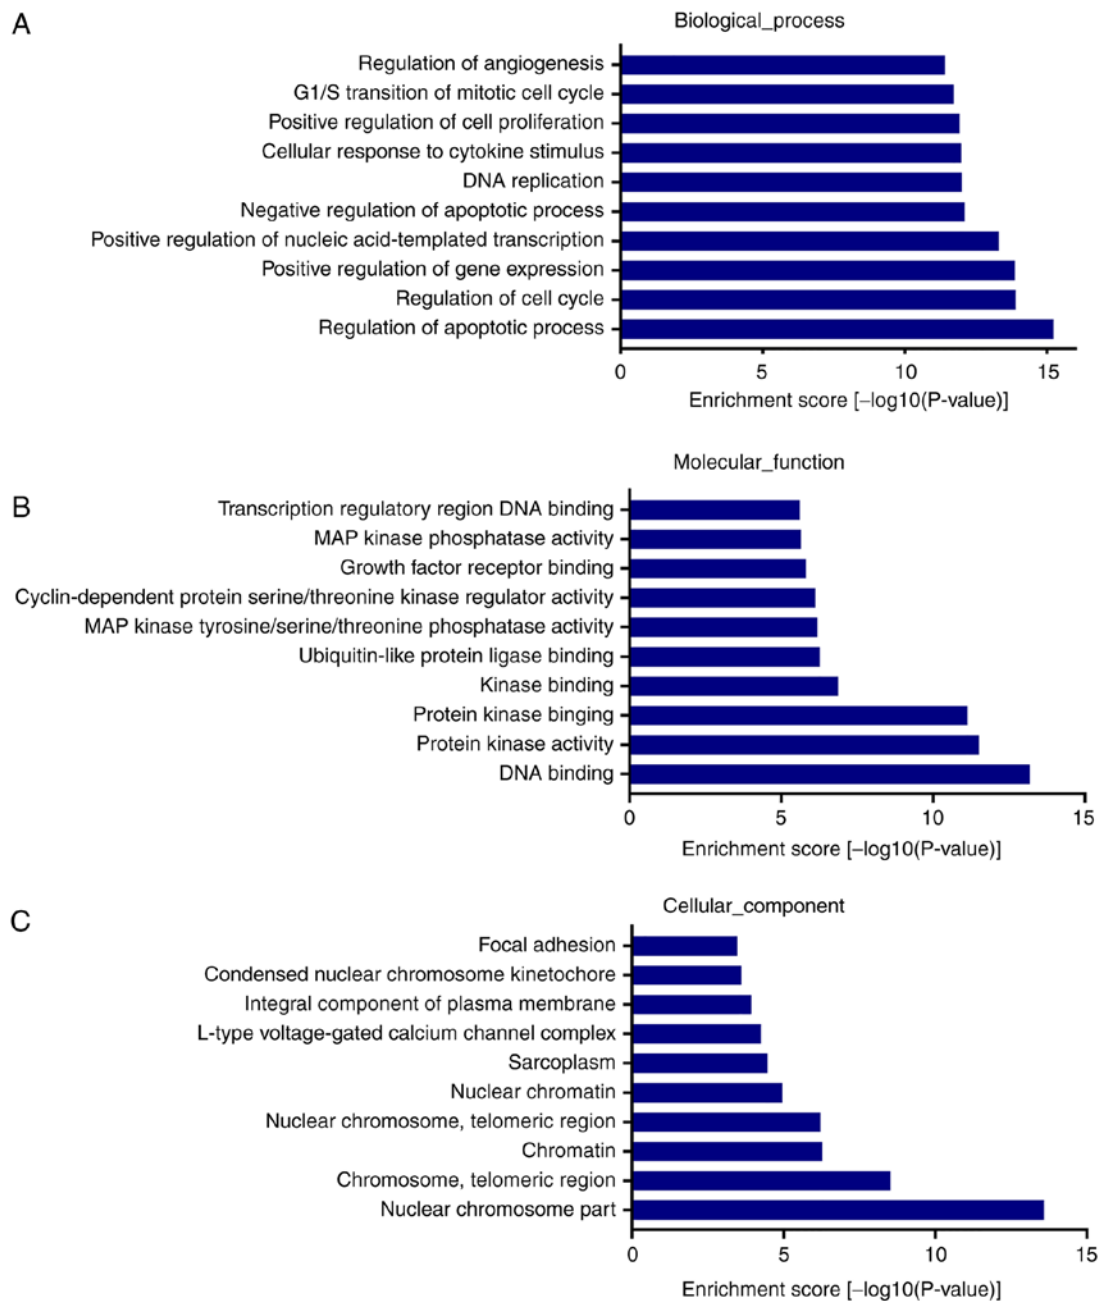 A
Biological_process
Regulation of angiogenesis
G1/S transition of mitotic cell cycle
Positive regulation of cell proliferation
Cellular response to cytokine stimulus
DNA replication
Negative regulation of apoptotic process
Positive regulation of nucleic acid-templated transcription
Positive regulation of gene expression
Regulation of cell cycle
Regulation of apoptotic process
0 5 10 15
Enrichment score [−log10(P-value)]
Molecular_function
B
Transcription regulatory region DNA binding
MAP kinase phosphatase activity
Growth factor receptor binding
Cyclin-dependent protein serine/threonine kinase regulator activity
MAP kinase tyrosine/serine/threonine phosphatase activity
Ubiquitin-like protein ligase binding
Kinase binding
Protein kinase binging
Protein kinase activity
DNA binding
0 5 10 15
Enrichment score [−log10(P-value)]
C
Cellular_component
Focal adhesion
Condensed nuclear chromosome kinetochore
Integral component of plasma membrane
L-type voltage-gated calcium channel complex
Sarcoplasm
Nuclear chromatin
Nuclear chromosome, telomeric region
Chromatin
Chromosome, telomeric region
Nuclear chromosome part
0 5 10 15
Enrichment score [−log10(P-value)]